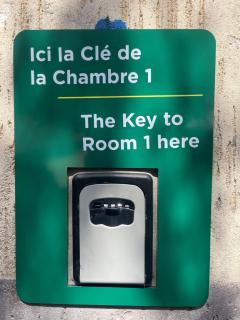 Ici la Clé de
la Chambre 1
The Key to
Room 1 here